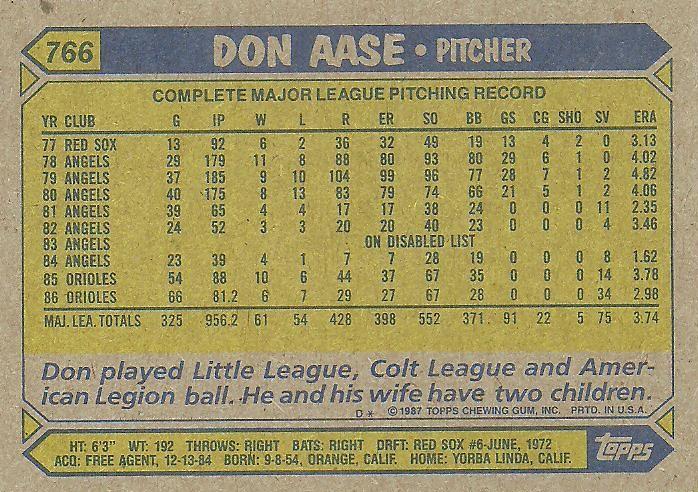 766 DON AASE • PITCHER
COMPLETE MAJOR LEAGUE PITCHING RECORD
YR CLUB G IP W L R ER SO BB GS CG SHO SV ERA
77 RED SOX 13 92 6 2 36 32 49 19 13 4 2 0 3.13
78 ANGELS 29 179 11 8 88 80 93 80 29 6 1 0 4.02
79 ANGELS 37 185 9 10 104 99 96 77 28 7 1 2 4.82
80 ANGELS 40 175 8 13 83 79 74 66 21 5 1 2 4.06
81 ANGELS 39 65 4 4 17 17 38 24 0 0 0 11 2.35
82 ANGELS 24 52 3 3 20 20 40 23 0 0 0 4 3.46
83 ANGELS ON DISABLED LIST
84 ANGELS 23 39 4 1 7 7 28 19 0 0 0 8 1.62
85 ORIOLES 54 88 10 6 44 37 67 35 0 0 0 14 3.78
86 ORIOLES 66 81.2 6 7 29 27 67 28 0 0 0 34 2.98
MAJ. LEA. TOTALS 325 956.2 61 54 428 398 552 371 91 22 5 75 3.74
Don played Little League, Colt League and Amer-
ican Legion ball. He and his wife have two children.
D* ©1987 TOPPS CHEWING GUM, INC. PRTD. IN U.S.A.
HT: 6'3" WT: 192 THROWS: RIGHT BATS: RIGHT DRFT: RED SOX #6-JUNE, 1972
ACQ: FREE AGENT, 12-13-84 BORN: 9-8-54, ORANGE, CALIF. HOME: YORBA LINDA, CALIF.
topps